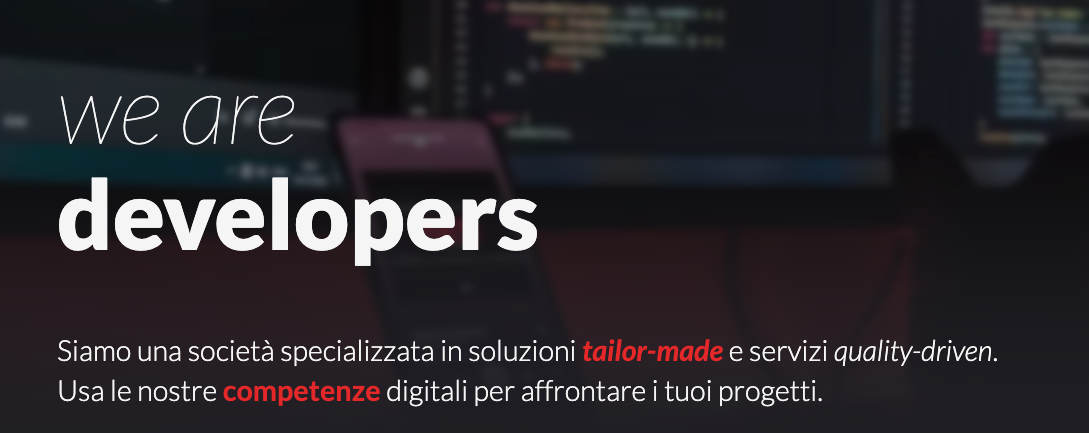 we are
developers
Siamo una società specializzata in soluzioni tailor-made e servizi quality-driven.
Usa le nostre competenze digitali per affrontare i tuoi progetti.